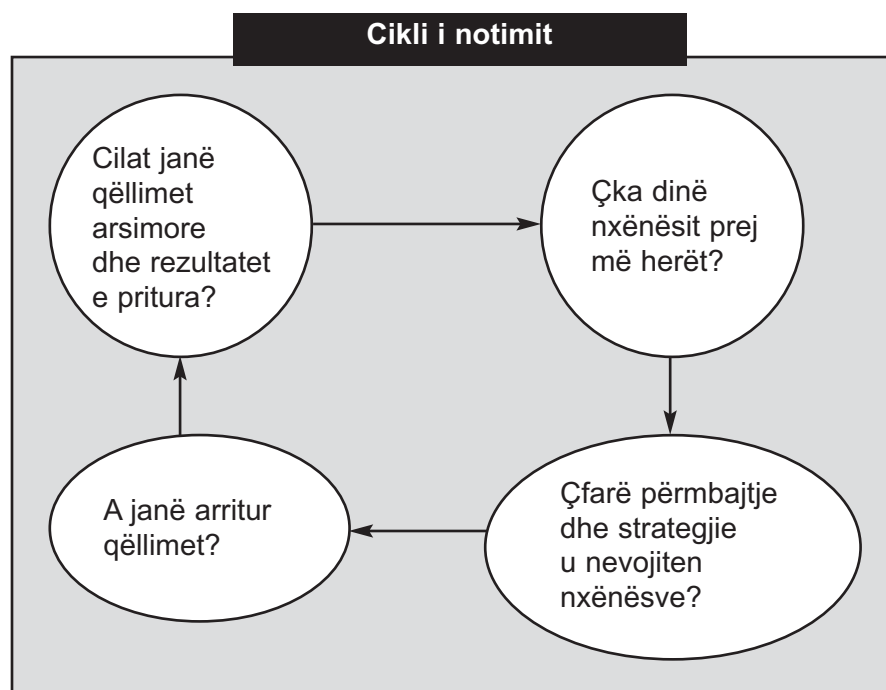 Cikli i notimit
Cilat janë
qëllimet
arsimore
dhe rezultatet
e pritura?
Çka dinë
nxënësit prej
më herët?
Çfarë përmbajtje
dhe strategjie
u nevojiten
nxënësve?
A janë arritur
qëllimet?